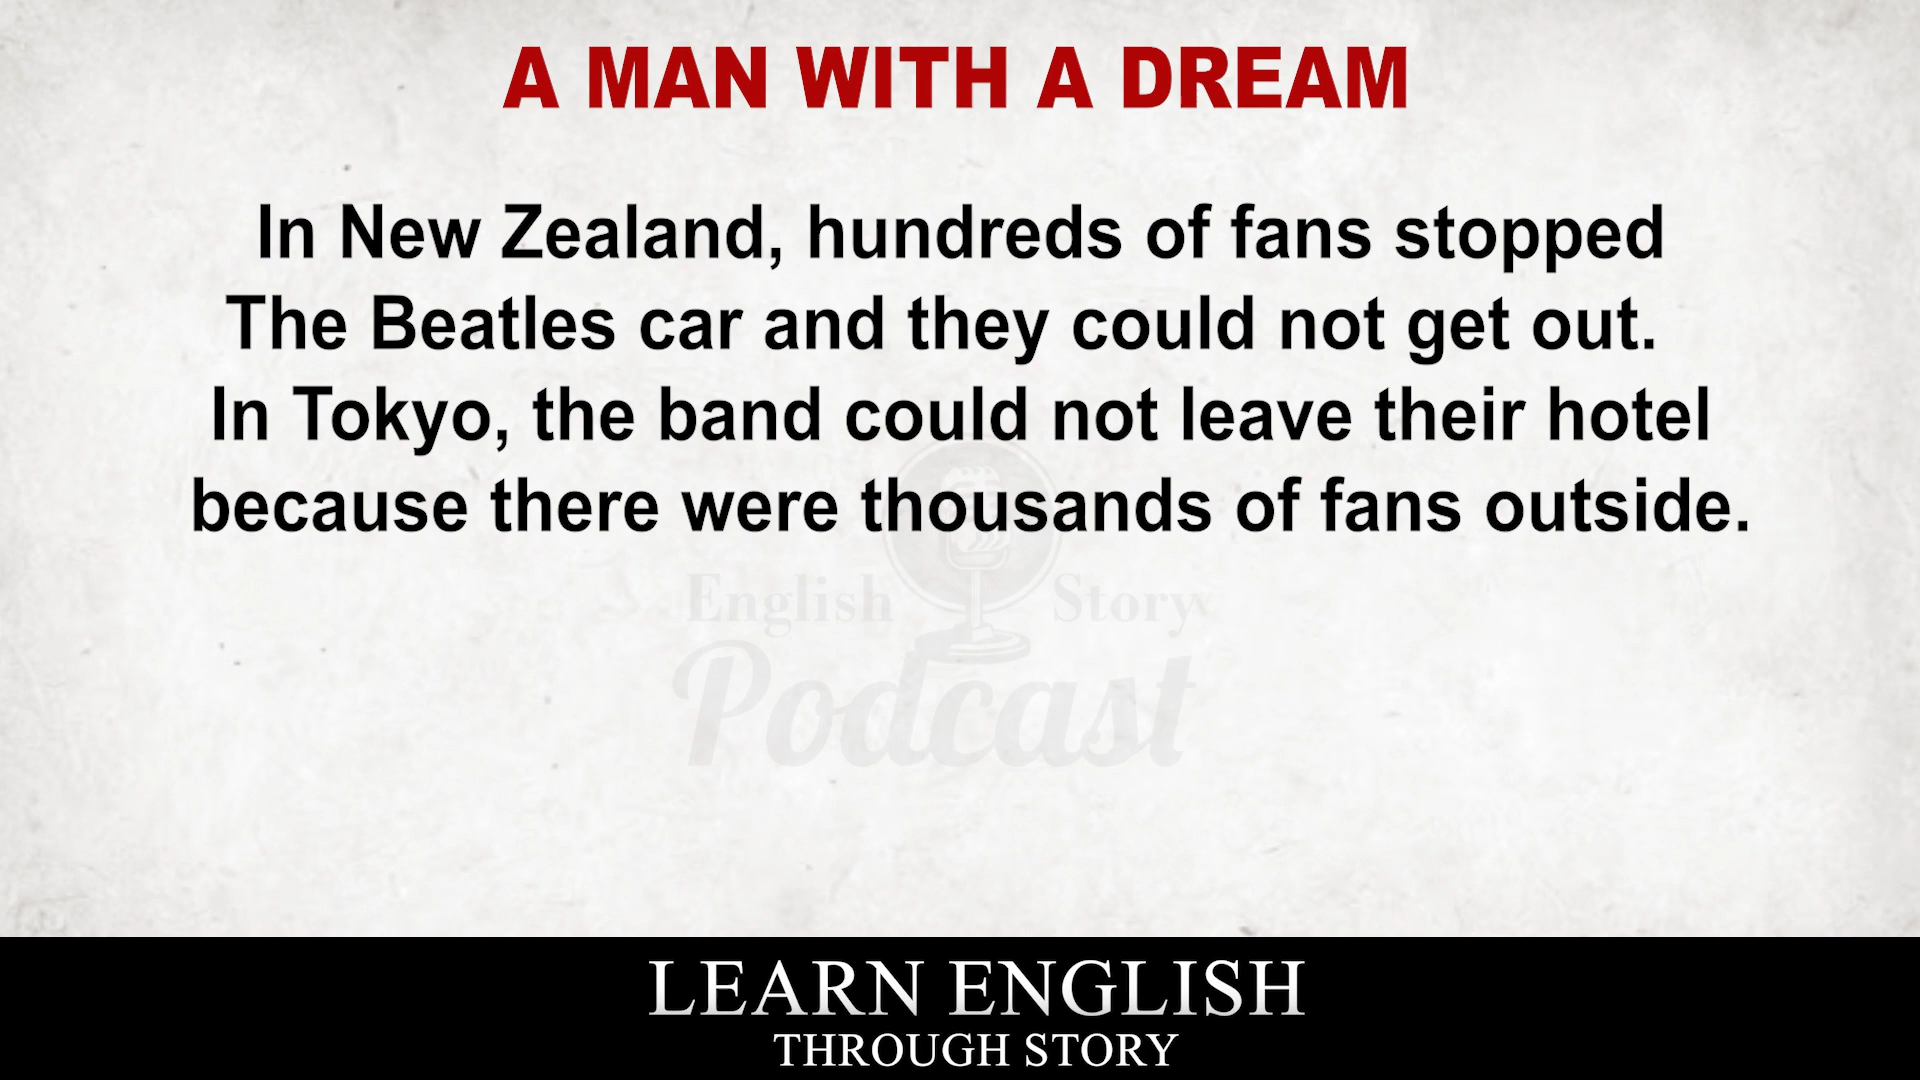 A MAN WITH A DREAM
In New Zealand, hundreds of fans stopped
The Beatles car and they could not get out.
In Tokyo, the band could not leave their hotel
because there were thousands of fans outside.
English Story
Podcast
LEARN ENGLISH
THROUGH STORY